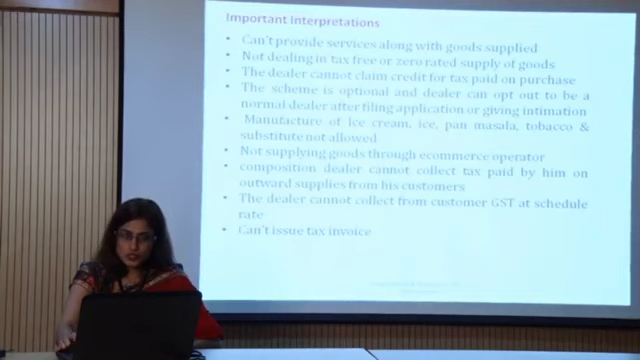 Important Interpretations
• Can't provide services along with goods supplied
• Not dealing in tax free or zero rated supply of goods
• The dealer cannot claim credit for tax paid on purchase
• The scheme is optional and dealer can opt out to be a
normal dealer after filing application or giving intimation
• Manufacture of Ice cream, ice, pan masala, tobacco &
substitute not allowed
• Not supplying goods through ecommerce operator
• composition dealer cannot collect tax paid by him on
outward supplies from his customers
• The dealer cannot collect from customer GST at schedule
rate
• Can't issue tax invoice